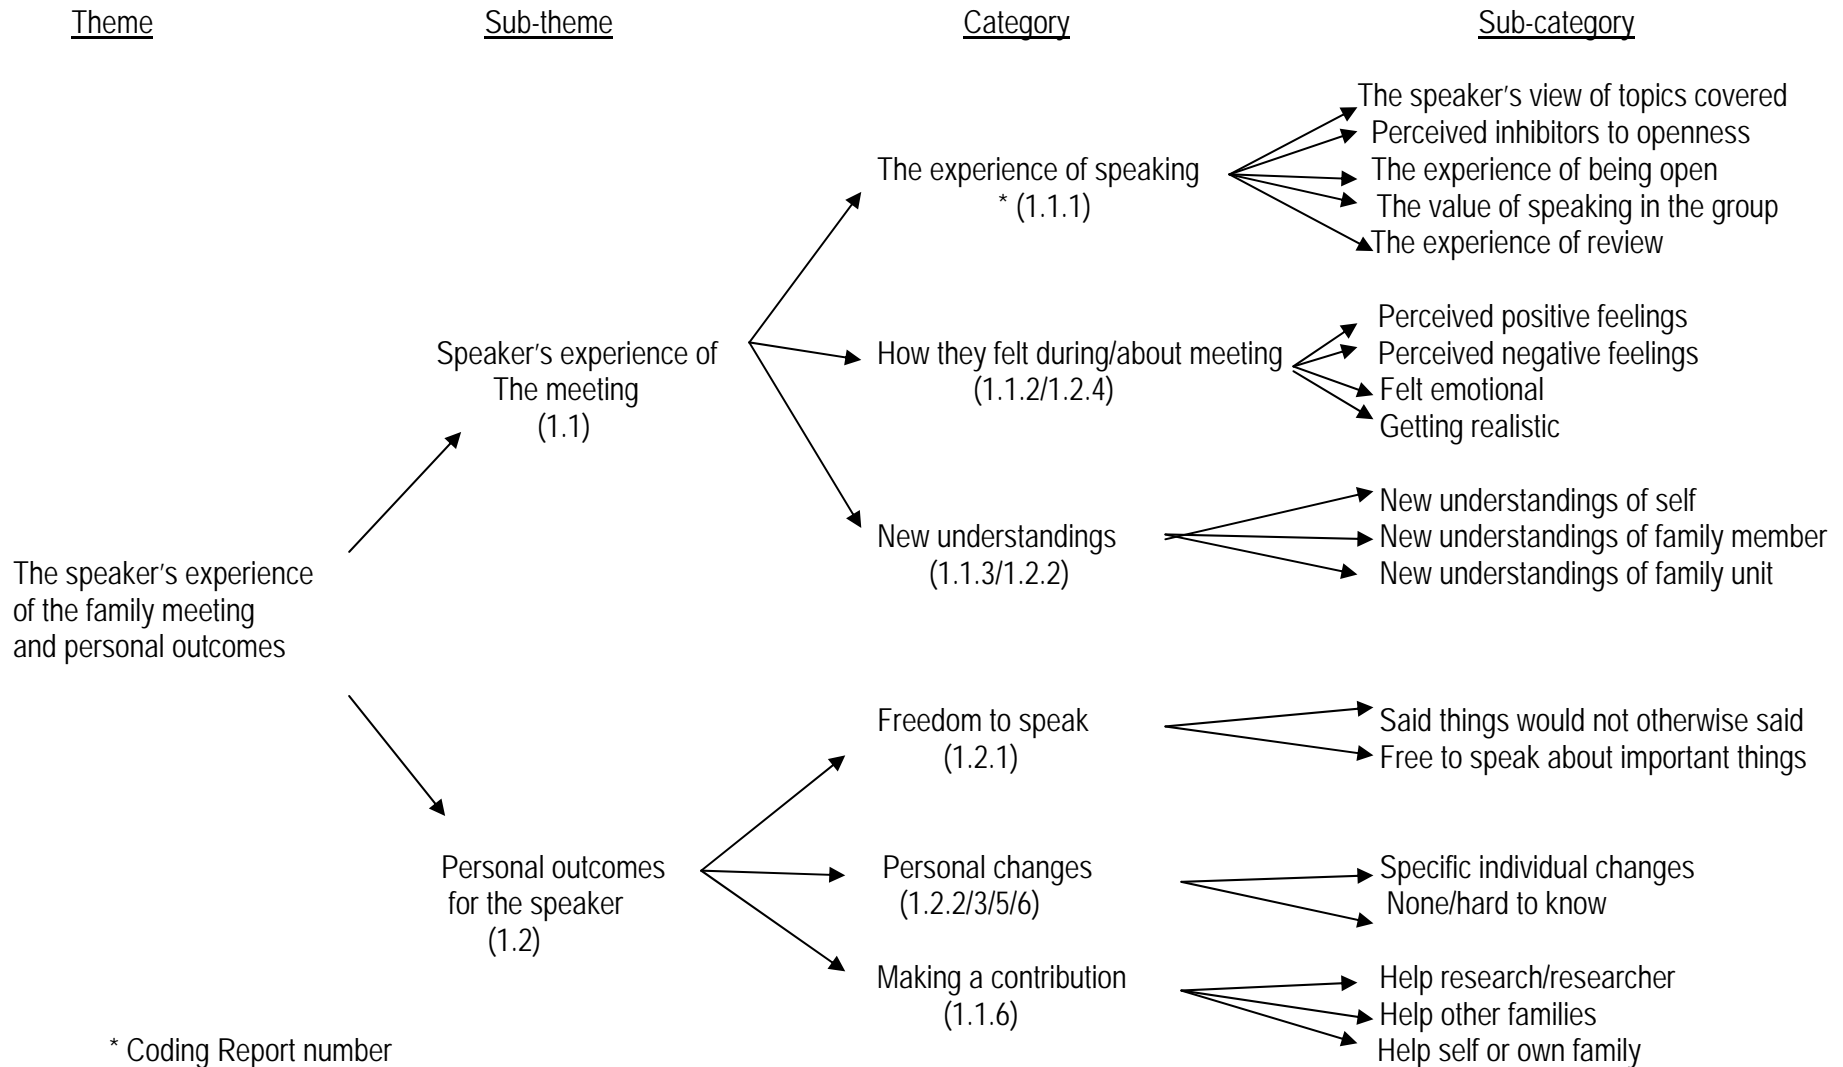 Theme
Sub-theme
Category
Sub-category
The speaker's experience
of the family meeting
and personal outcomes
Speaker's experience of
The meeting
(1.1)
The experience of speaking
* (1.1.1)
The speaker's view of topics covered
Perceived inhibitors to openness
The experience of being open
The value of speaking in the group
The experience of review
How they felt during/about meeting
(1.1.2/1.2.4)
Perceived positive feelings
Perceived negative feelings
Felt emotional
Getting realistic
New understandings
(1.1.3/1.2.2)
New understandings of self
New understandings of family member
New understandings of family unit
Personal outcomes
for the speaker
(1.2)
Freedom to speak
(1.2.1)
Said things would not otherwise said
Free to speak about important things
Personal changes
(1.2.2/3/5/6)
Specific individual changes
None/hard to know
Making a contribution
(1.1.6)
Help research/researcher
Help other families
Help self or own family
* Coding Report number